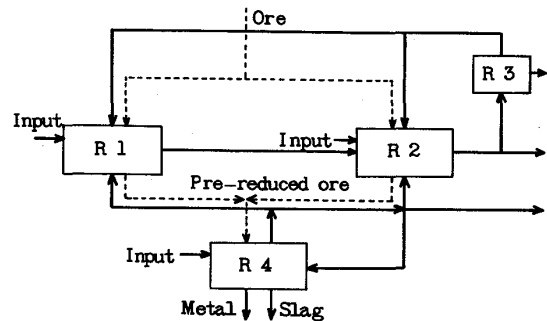 Ore
R 3
Input
R 1
Input
R 2
Pre-reduced ore
Input
R 4
Metal
Slag